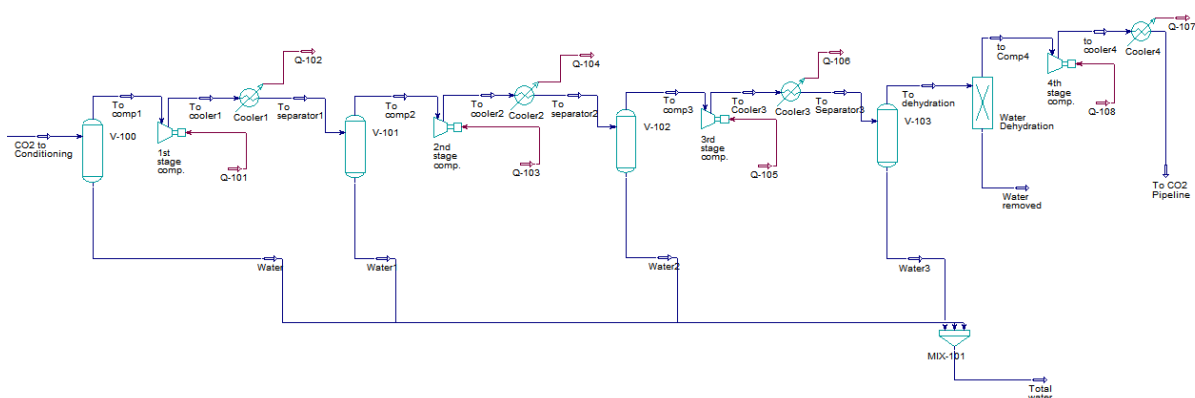 Q-107
to
Comp4
to
cooler4
Cooler4
Q-102
Q-104
Q-106
4th
stage
comp.
Q-108
To
comp1
To
cooler1
Cooler1
To
separator1
To
comp2
To
cooler2
Cooler2
To
separator2
To
comp3
To
Cooler3
Cooler3
To
Separator3
To
dehydration
CO2 to
Conditioning
V-100
1st
stage
comp.
Q-101
V-101
2nd
stage
comp.
Q-103
V-102
3rd
stage
comp.
Q-105
V-103
Water
Dehydration
Water
removed
To CO2
Pipeline
Water
Water1
Water2
Water3
MIX-101
Total
water